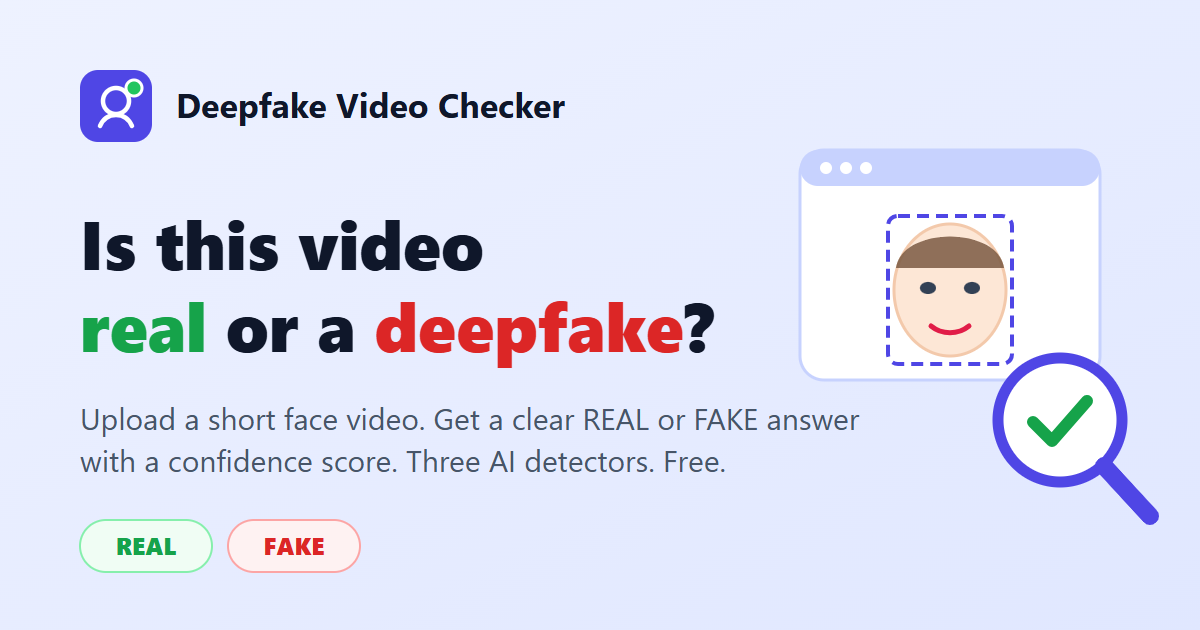 Deepfake Video Checker
Is this video
real or a deepfake?
Upload a short face video. Get a clear REAL or FAKE answer
with a confidence score. Three AI detectors. Free.
REAL
FAKE